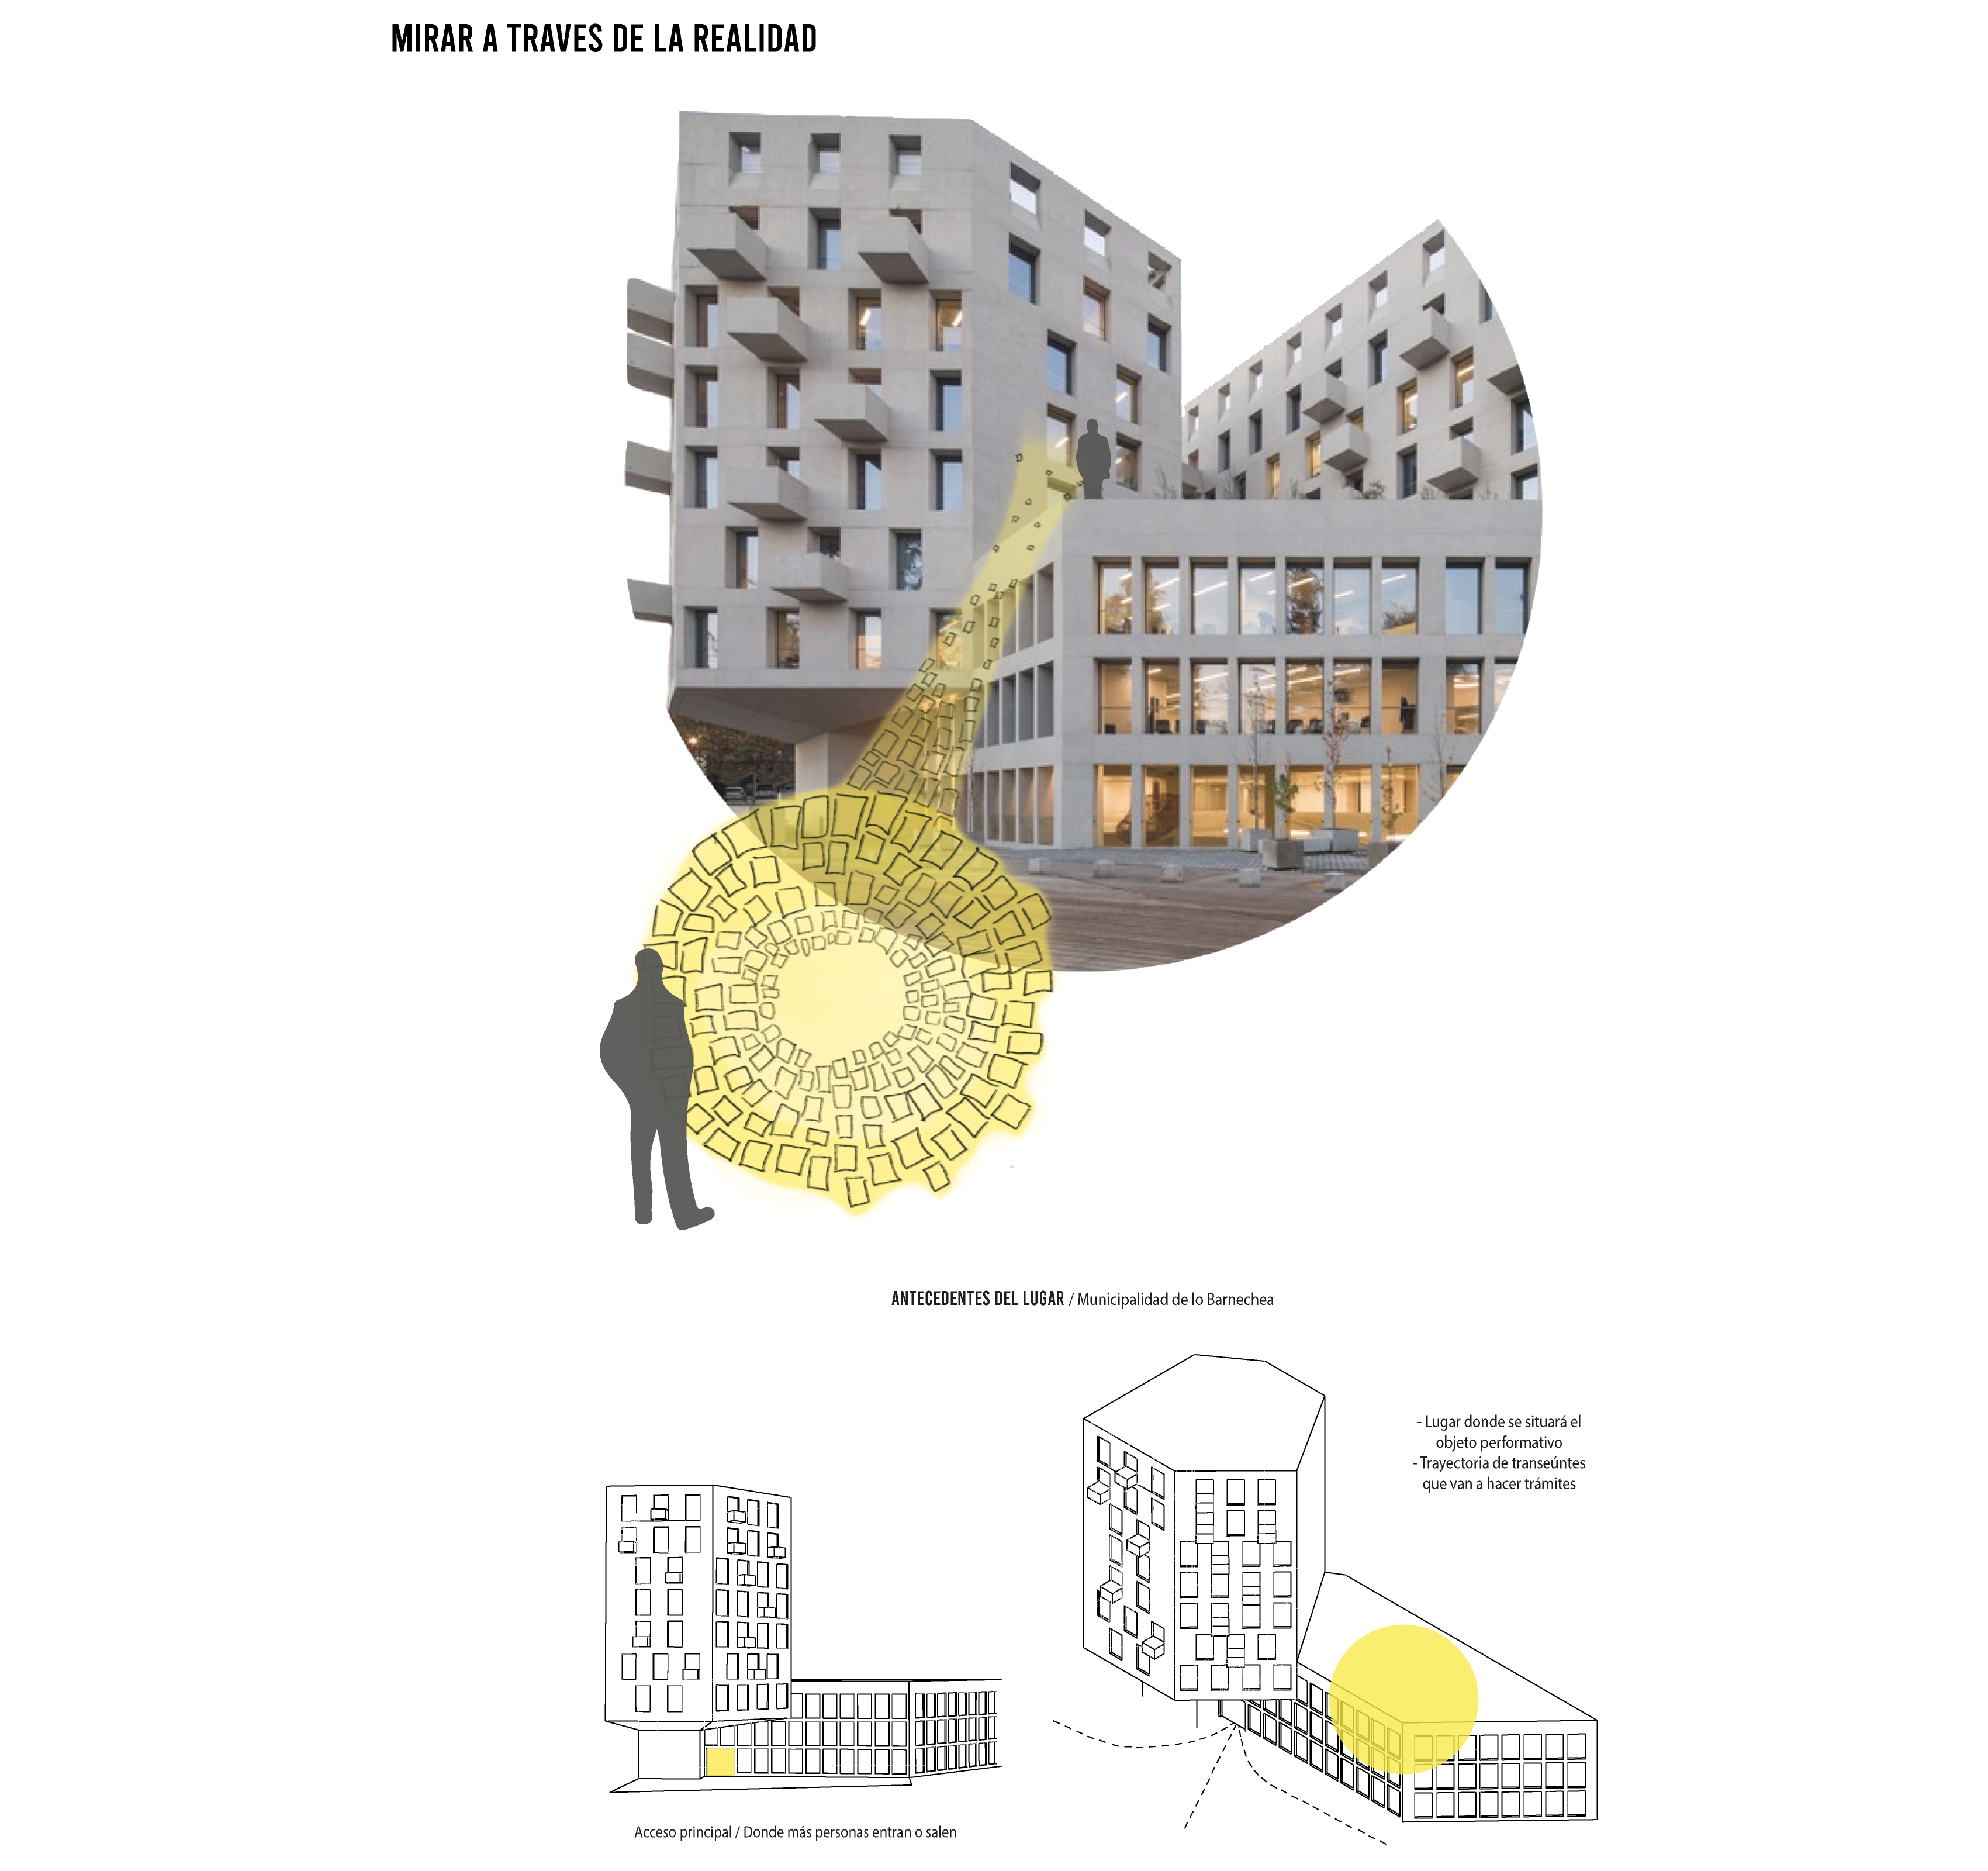 MIRAR A TRAVES DE LA REALIDAD
ANTECEDENTES DEL LUGAR / Municipalidad de lo Barnechea
- Lugar donde se situará el
objeto performativo
- Trayectoria de transeúntes
que van a hacer trámites
Acceso principal / Donde más personas entran o salen